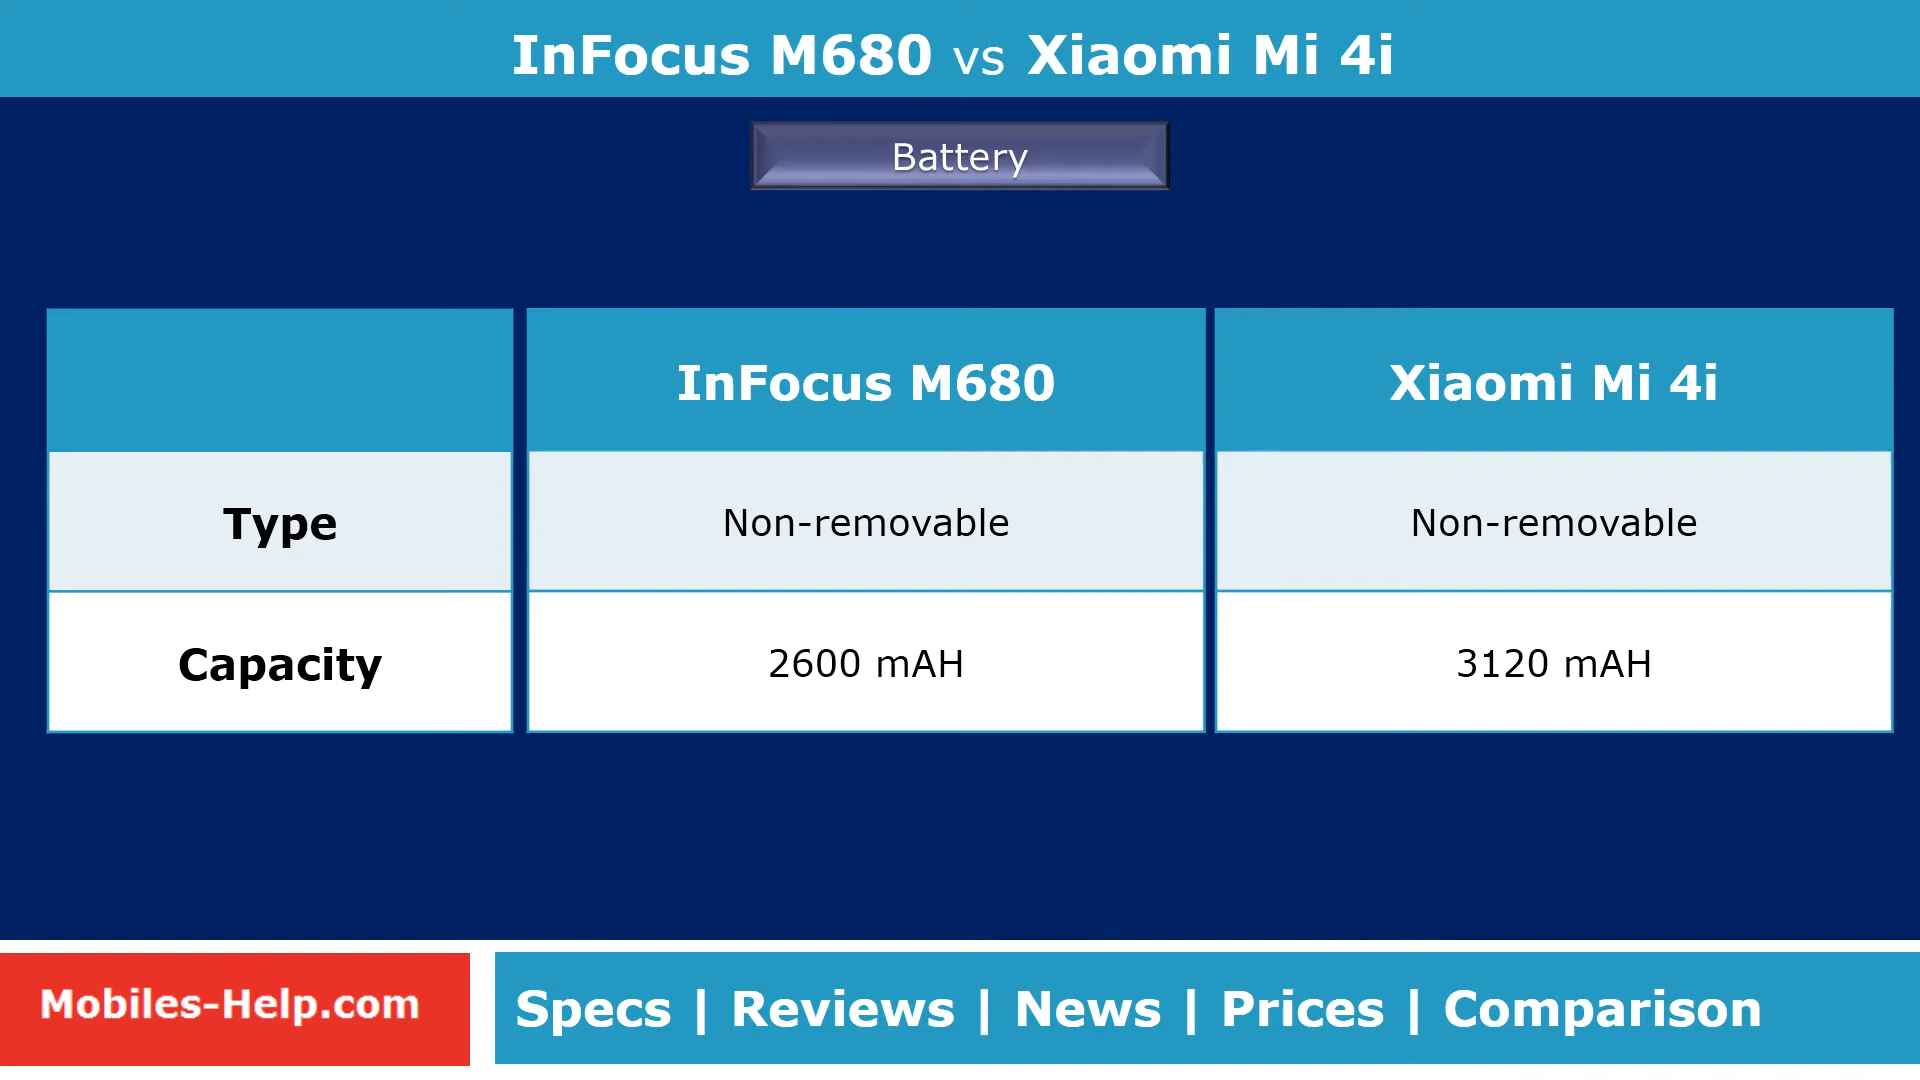 InFocus M680 vs Xiaomi Mi 4i
Battery
InFocus M680 Xiaomi Mi 4i
Type Non-removable Non-removable
Capacity 2600 mAH 3120 mAH
Mobiles-Help.com Specs | Reviews | News | Prices | Comparison